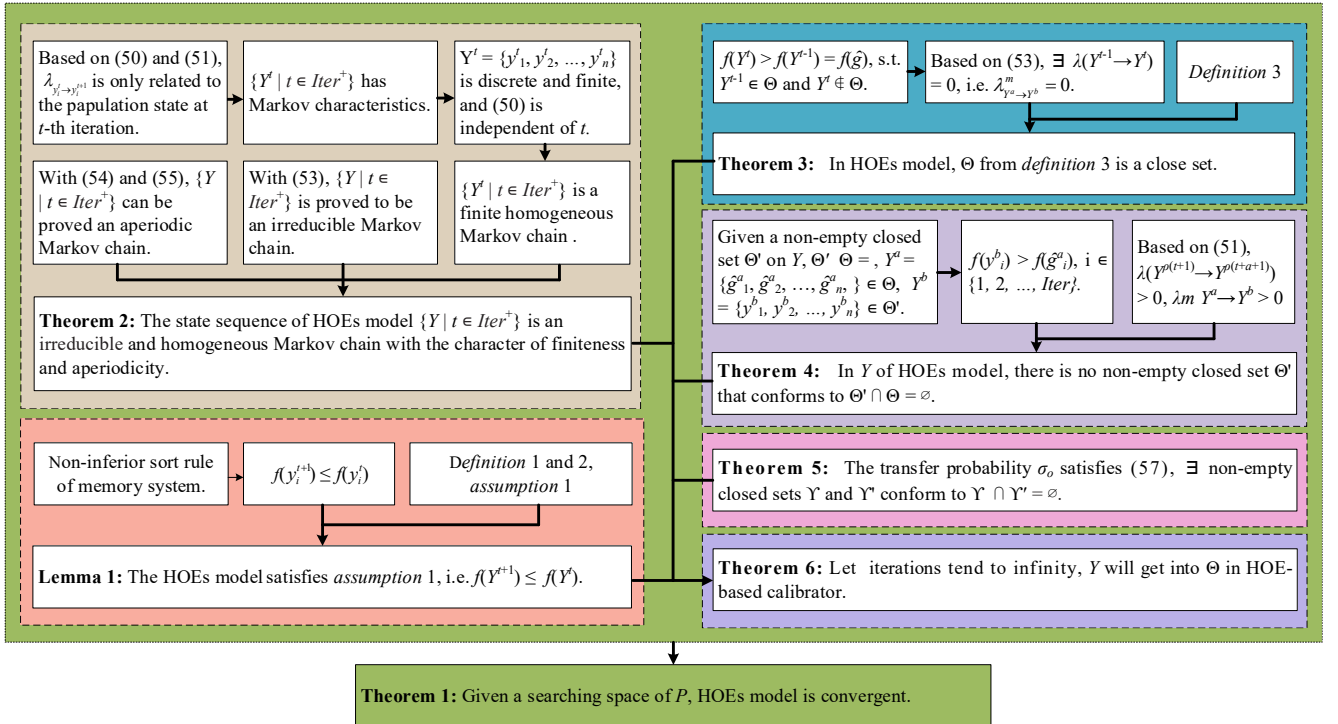 Based on (50) and (51),
λ_{y_i^t→y_i^{t+1}} is only related to
the papulation state at
t-th iteration.
{Y^t | t ∈ Iter^+} has
Markov characteristics.
Y^t = {y^t_1, y^t_2, ..., y^t_n}
is discrete and finite,
and (50) is
independent of t.
With (54) and (55), {Y
| t ∈ Iter^+} can be
proved an aperiodic
Markov chain.
With (53), {Y | t ∈
Iter^+} is proved to be
an irreducible Markov
chain.
{Y^t | t ∈ Iter^+} is a
finite homogeneous
Markov chain .
Theorem 2: The state sequence of HOEs model {Y | t ∈ Iter^+} is an
irreducible and homogeneous Markov chain with the character of finiteness
and aperiodicity.
Non-inferior sort rule
of memory system.
f(y_i^{t+1}) ≤ f(y_i^t)
Definition 1 and 2,
assumption 1
Lemma 1: The HOEs model satisfies assumption 1, i.e. f(Y^{t+1}) ≤ f(Y^t).
f(Y^t) > f(Y^{t-1}) = f(ĝ), s.t.
Y^{t-1} ∈ Θ and Y^t ∉ Θ.
Based on (53), ∃ λ(Y^{t-1}→Y^t)
= 0, i.e. λ^m_{Y^a→Y^b} = 0.
Definition 3
Theorem 3: In HOEs model, Θ from definition 3 is a close set.
Given a non-empty closed
set Θ' on Y, Θ' Θ = , Y^a =
{ĝ^a_1, ĝ^a_2, ..., ĝ^a_n, } ∈ Θ, Y^b
= {y^b_1, y^b_2, ..., y^b_n} ∈ Θ'.
f(y^b_i) > f(ĝ^a_i), i ∈
{1, 2, ..., Iter}.
Based on (51),
λ(Y^{ρ(t+1)}→Y^{ρ(t+a+1)})
> 0, λm Y^a→Y^b > 0
Theorem 4: In Y of HOEs model, there is no non-empty closed set Θ'
that conforms to Θ' ∩ Θ = ∅.
Theorem 5: The transfer probability σ_o satisfies (57), ∃ non-empty
closed sets ϒ and ϒ' conform to ϒ ∩ ϒ' = ∅.
Theorem 6: Let iterations tend to infinity, Y will get into Θ in HOE-
based calibrator.
Theorem 1: Given a searching space of P, HOEs model is convergent.